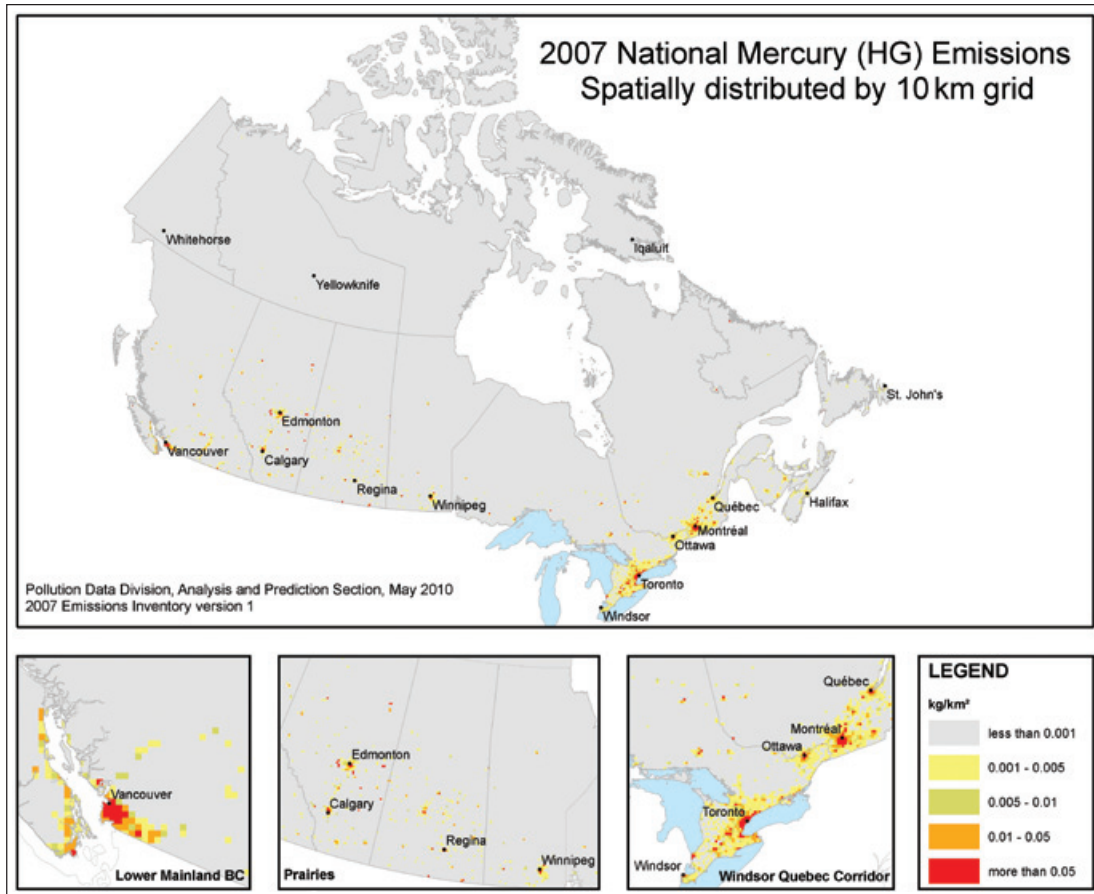 2007 National Mercury (HG) Emissions
Spatially distributed by 10 km grid
Whitehorse
Iqaluit
Yellowknife
St. John's
Edmonton
Vancouver
Calgary
Regina
Winnipeg
Québec
Halifax
Montréal
Ottawa
Toronto
Windsor
Pollution Data Division, Analysis and Prediction Section, May 2010
2007 Emissions Inventory version 1
Vancouver
Lower Mainland BC
Edmonton
Calgary
Regina
Winnipeg
Prairies
Québec
Montréal
Ottawa
Toronto
Windsor
Windsor Quebec Corridor
LEGEND
kg/km²
less than 0.001
0.001 - 0.005
0.005 - 0.01
0.01 - 0.05
more than 0.05